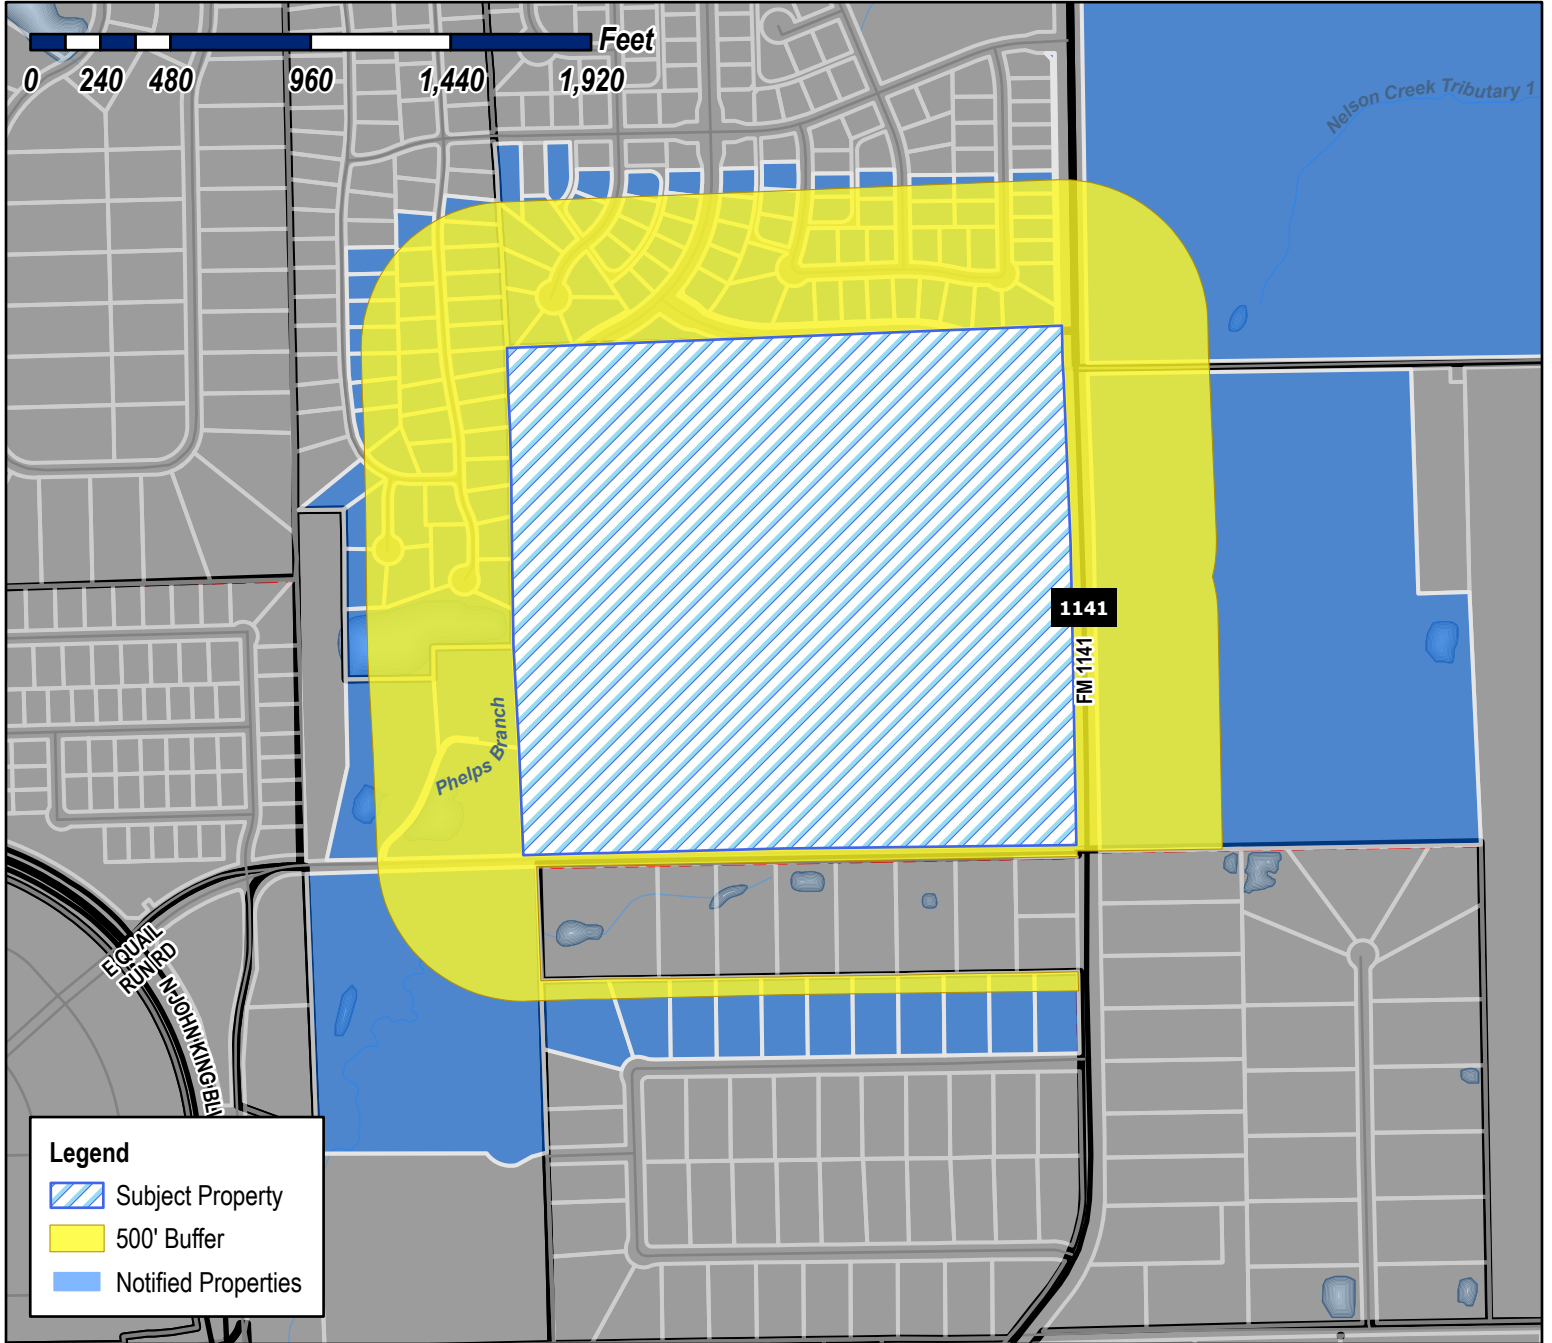 Feet
0 240 480 960 1,440 1,920
Nelson Creek Tributary 1
1141
FM 1141
Phelps Branch
E QUAIL
RUN RD
N JOHN KING BL
Legend
Subject Property
500' Buffer
Notified Properties